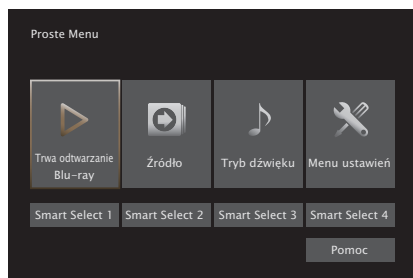 Proste Menu
Trwa odtwarzanie
Blu-ray
Źródło
Tryb dźwięku
Menu ustawień
Smart Select 1
Smart Select 2
Smart Select 3
Smart Select 4
Pomoc